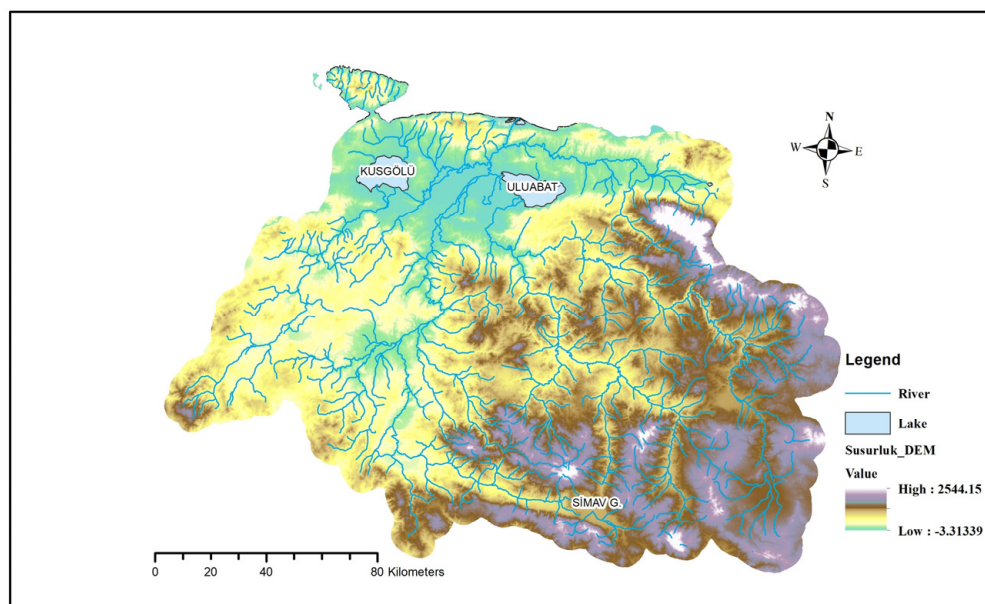 N
W
E
S
KUSGÖLÜ
ULUABAT
SİMAV G.
Legend
River
Lake
Susurluk_DEM
Value
High : 2544.15
Low : -3.31339
0 20 40 80 Kilometers